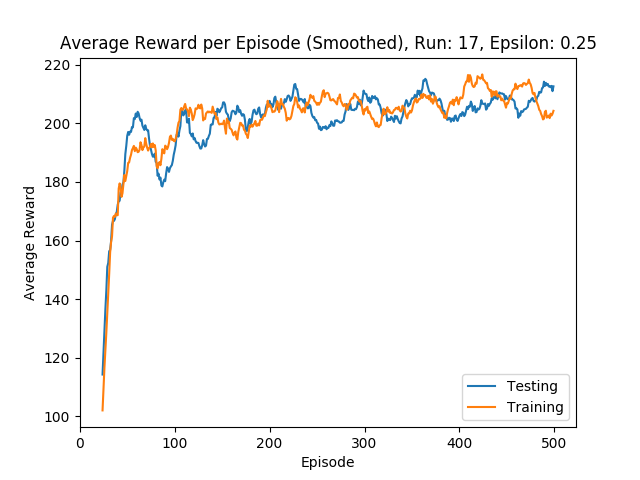 Average Reward per Episode (Smoothed), Run: 17, Epsilon: 0.25
220
200
180
160
140
120
100
Average Reward
0 100 200 300 400 500
Episode
Testing
Training